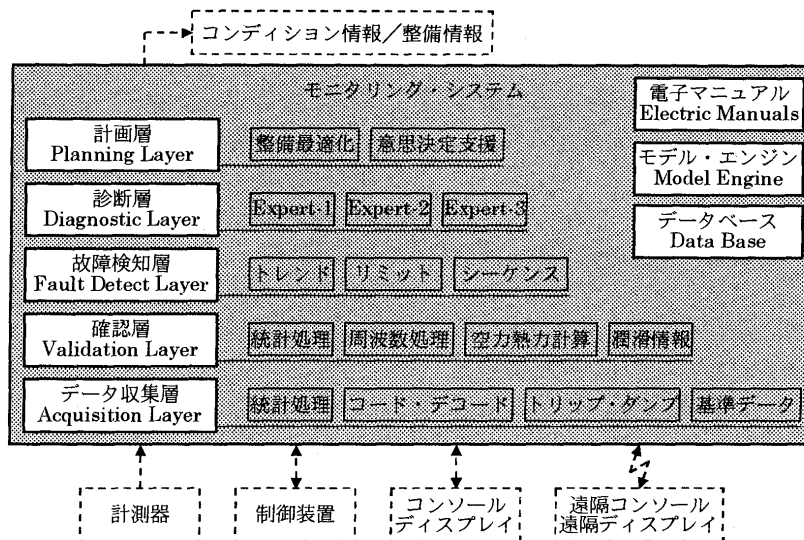 コンディション情報／整備情報
モニタリング・システム
電子マニュアル
Electric Manuals
モデル・エンジン
Model Engine
データベース
Data Base
計画層
Planning Layer
整備最適化 意思決定支援
診断層
Diagnostic Layer
Expert-1 Expert-2 Expert-3
故障検知層
Fault Detect Layer
トレンド リミット シーケンス
確認層
Validation Layer
統計処理 周波数処理 空力熱力計算 潤滑情報
データ収集層
Acquisition Layer
統計処理 コード・デコード トリップ・ダンプ 基準データ
計測器
制御装置
コンソール
ディスプレイ
遠隔コンソール
遠隔ディスプレイ